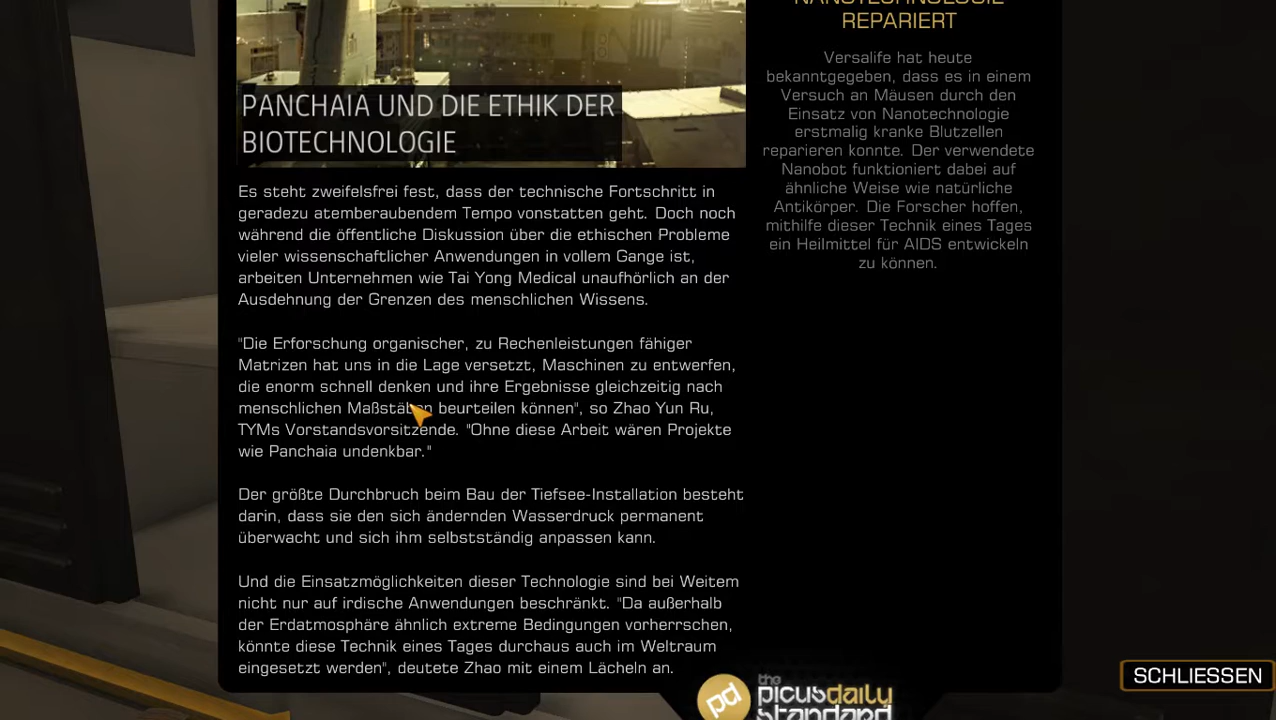 PANCHAIA UND DIE ETHIK DER
BIOTECHNOLOGIE
Es steht zweifelsfrei fest, dass der technische Fortschritt in
geradezu atemberaubendem Tempo vonstatten geht. Doch noch
während die öffentliche Diskussion über die ethischen Probleme
vieler wissenschaftlicher Anwendungen in vollem Gange ist,
arbeiten Unternehmen wie Tai Yong Medical unaufhörlich an der
Ausdehnung der Grenzen des menschlichen Wissens.
"Die Erforschung organischer, zu Rechenleistungen fähiger
Matrizen hat uns in die Lage versetzt, Maschinen zu entwerfen,
die enorm schnell denken und ihre Ergebnisse gleichzeitig nach
menschlichen Maßstäben beurteilen können", so Zhao Yun Ru,
TYMs Vorstandsvorsitzende. "Ohne diese Arbeit wären Projekte
wie Panchaia undenkbar."
Der größte Durchbruch beim Bau der Tiefsee-Installation besteht
darin, dass sie den sich ändernden Wasserdruck permanent
überwacht und sich ihm selbstständig anpassen kann.
Und die Einsatzmöglichkeiten dieser Technologie sind bei Weitem
nicht nur auf irdische Anwendungen beschränkt. "Da außerhalb
der Erdatmosphäre ähnlich extreme Bedingungen vorherrschen,
könnte diese Technik eines Tages durchaus auch im Weltraum
eingesetzt werden", deutete Zhao mit einem Lächeln an.
NANOTECHNOLOGIE
REPARIERT
Versalife hat heute
bekanntgegeben, dass es in einem
Versuch an Mäusen durch den
Einsatz von Nanotechnologie
erstmalig kranke Blutzellen
reparieren konnte. Der verwendete
Nanobot funktioniert dabei auf
ähnliche Weise wie natürliche
Antikörper. Die Forscher hoffen,
mithilfe dieser Technik eines Tages
ein Heilmittel für AIDS entwickeln
zu können.
SCHLIESSEN
pd
the
picusdaily
standard